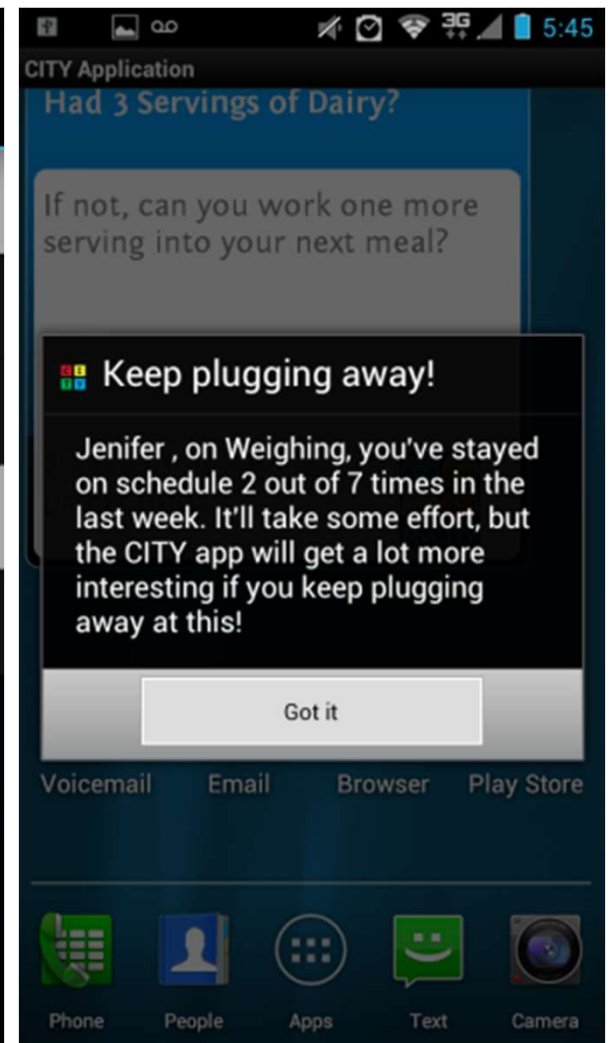 3G
5:45
CITY Application
Had 3 Servings of Dairy?
If not, can you work one more
serving into your next meal?
C I
T Y
Keep plugging away!
Jenifer , on Weighing, you've stayed
on schedule 2 out of 7 times in the
last week. It'll take some effort, but
the CITY app will get a lot more
interesting if you keep plugging
away at this!
Got it
Voicemail Email Browser Play Store
Phone People Apps Text Camera